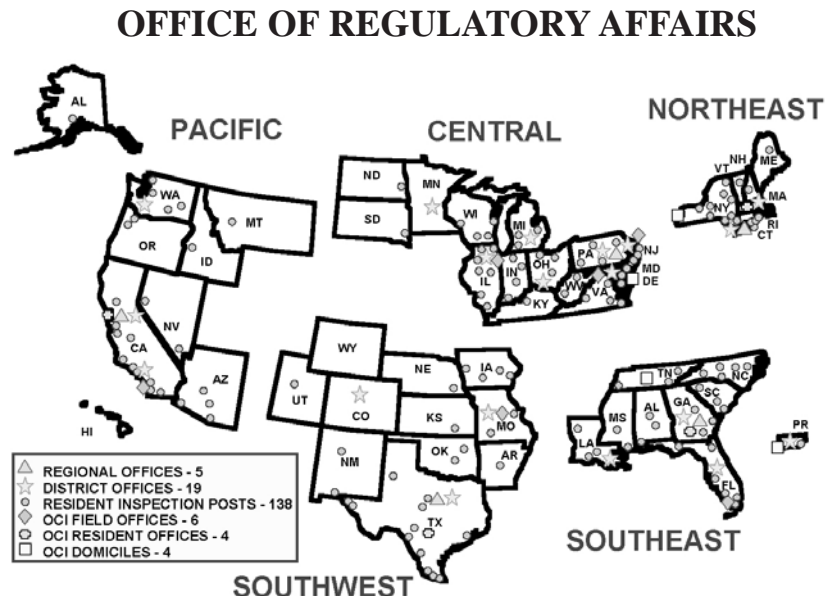 OFFICE OF REGULATORY AFFAIRS
AL
PACIFIC
CENTRAL
NORTHEAST
WA
MT
OR
ID
NV
CA
AZ
HI
ND
MN
SD
WI
MI
IL
IN
OH
PA
NJ
MD
DE
WV
VA
KY
VT
NH
ME
NY
MA
RI
CT
WY
NE
IA
UT
CO
KS
MO
NM
OK
AR
TX
TN
NC
SC
MS
AL
GA
LA
FL
PR
REGIONAL OFFICES - 5
DISTRICT OFFICES - 19
RESIDENT INSPECTION POSTS - 138
OCI FIELD OFFICES - 6
OCI RESIDENT OFFICES - 4
OCI DOMICILES - 4
SOUTHWEST
SOUTHEAST